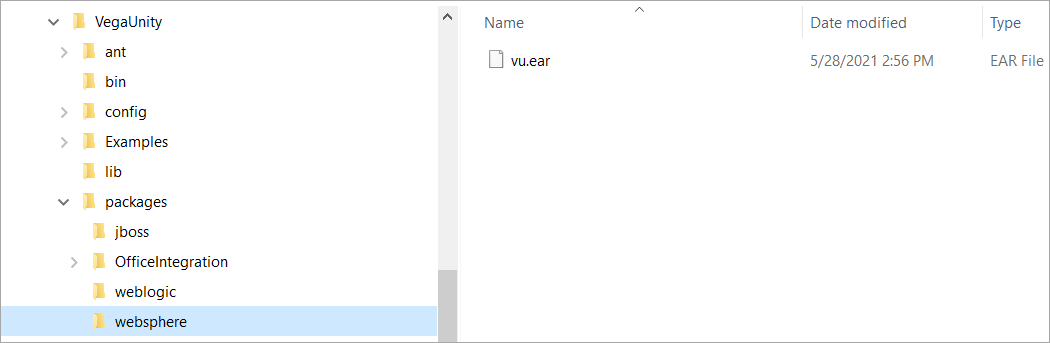 VegaUnity
ant
bin
config
Examples
lib
packages
jboss
OfficeIntegration
weblogic
websphere
Name Date modified Type
vu.ear 5/28/2021 2:56 PM EAR File